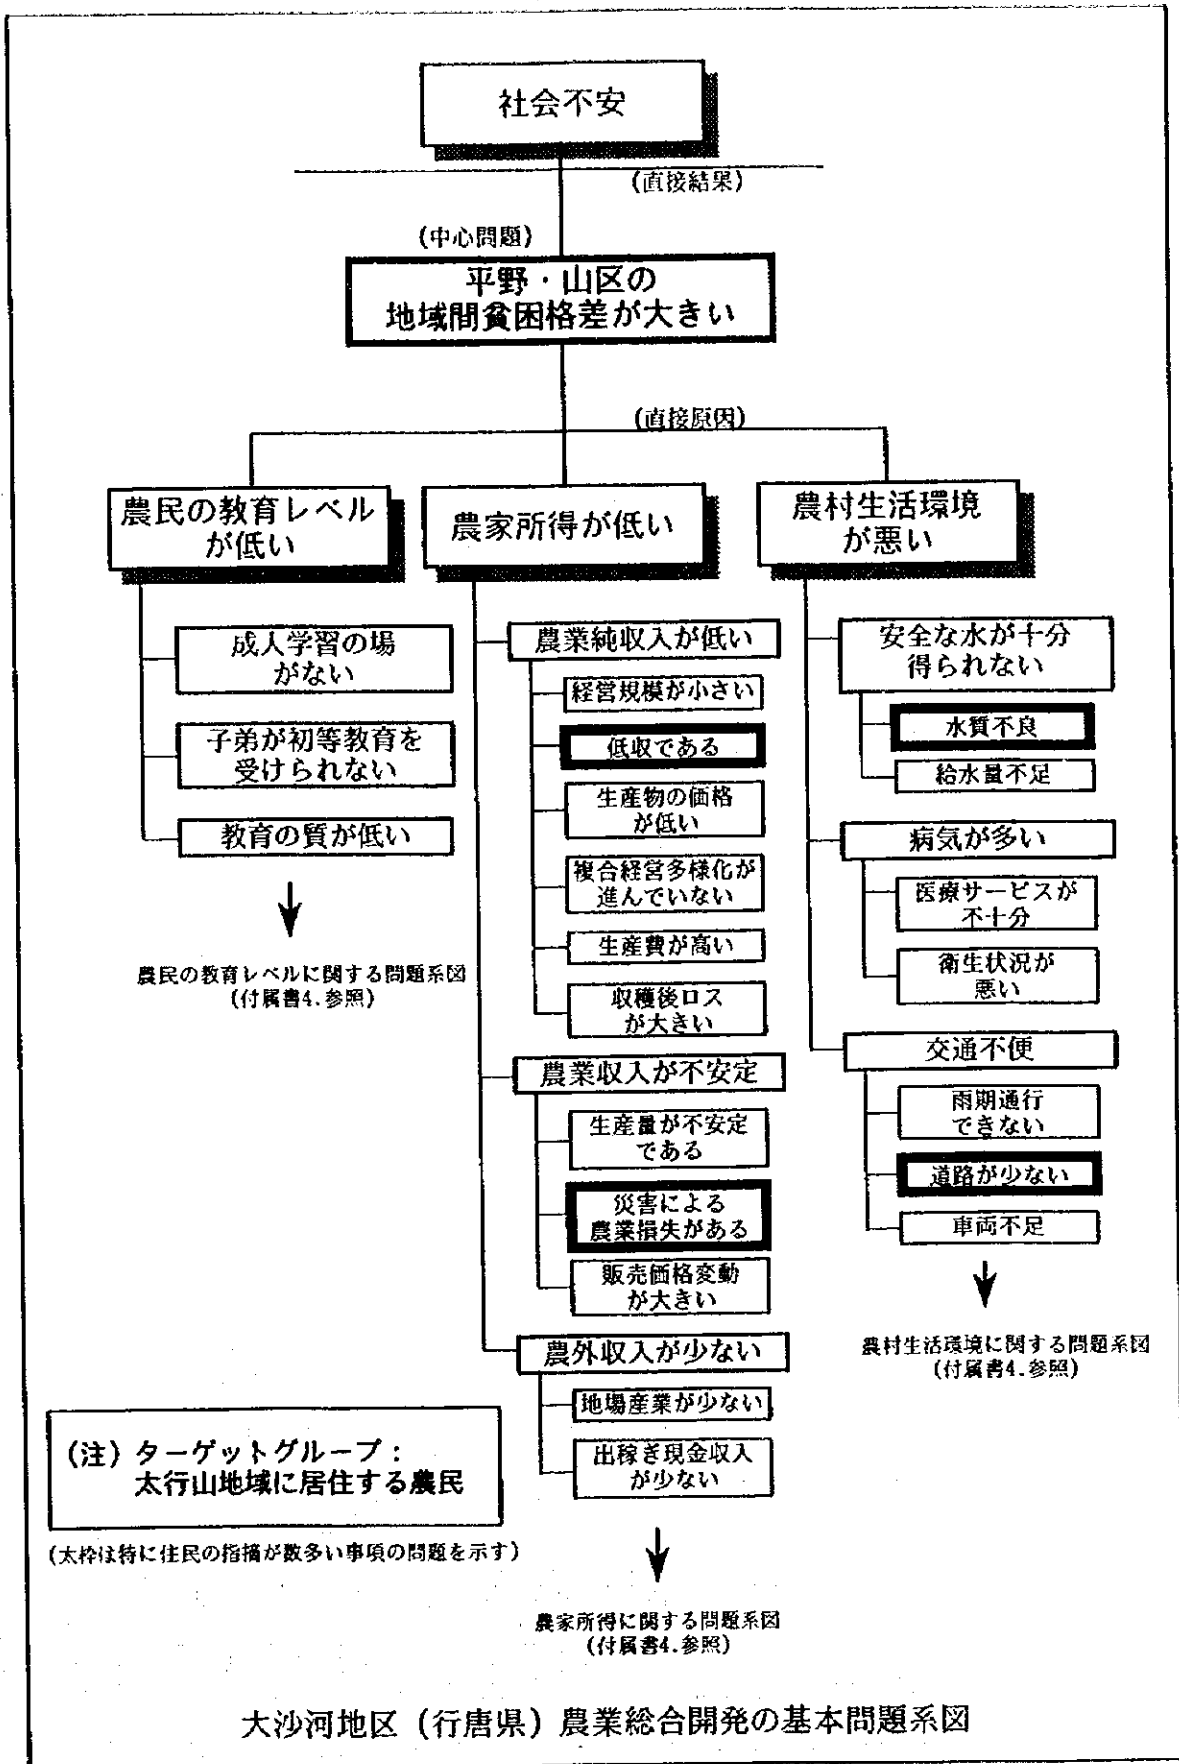 社会不安
(直接結果)
(中心問題)
平野・山区の
地域間貧困格差が大きい
(直接原因)
農民の教育レベル
が低い
成人学習の場
がない
子弟が初等教育を
受けられない
教育の質が低い
農民の教育レベルに関する問題系図
(付属書4.参照)
農家所得が低い
農業純収入が低い
経営規模が小さい
低収である
生産物の価格
が低い
複合経営多様化が
進んでいない
生産費が高い
収穫後ロス
が大きい
農業収入が不安定
生産量が不安定
である
災害による
農業損失がある
販売価格変動
が大きい
農外収入が少ない
地場産業が少ない
出稼ぎ現金収入
が少ない
農家所得に関する問題系図
(付属書4.参照)
農村生活環境
が悪い
安全な水が十分
得られない
水質不良
給水量不足
病気が多い
医療サービスが
不十分
衛生状況が
悪い
交通不便
雨期通行
できない
道路が少ない
車両不足
農村生活環境に関する問題系図
(付属書4.参照)
(注) ターゲットグループ:
太行山地域に居住する農民
(太枠は特に住民の指摘が数多い事項の問題を示す)
大沙河地区 (行唐県) 農業総合開発の基本問題系図